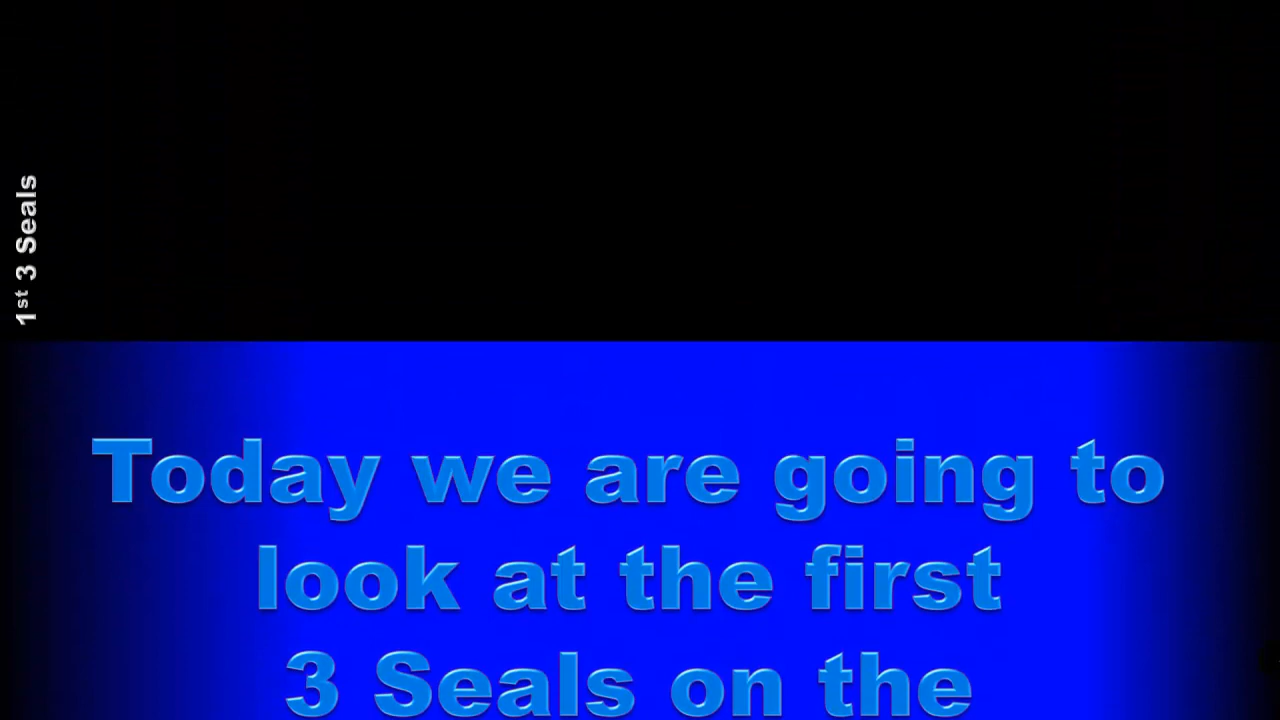 1st 3 Seals
Today we are going to
look at the first
3 Seals on the